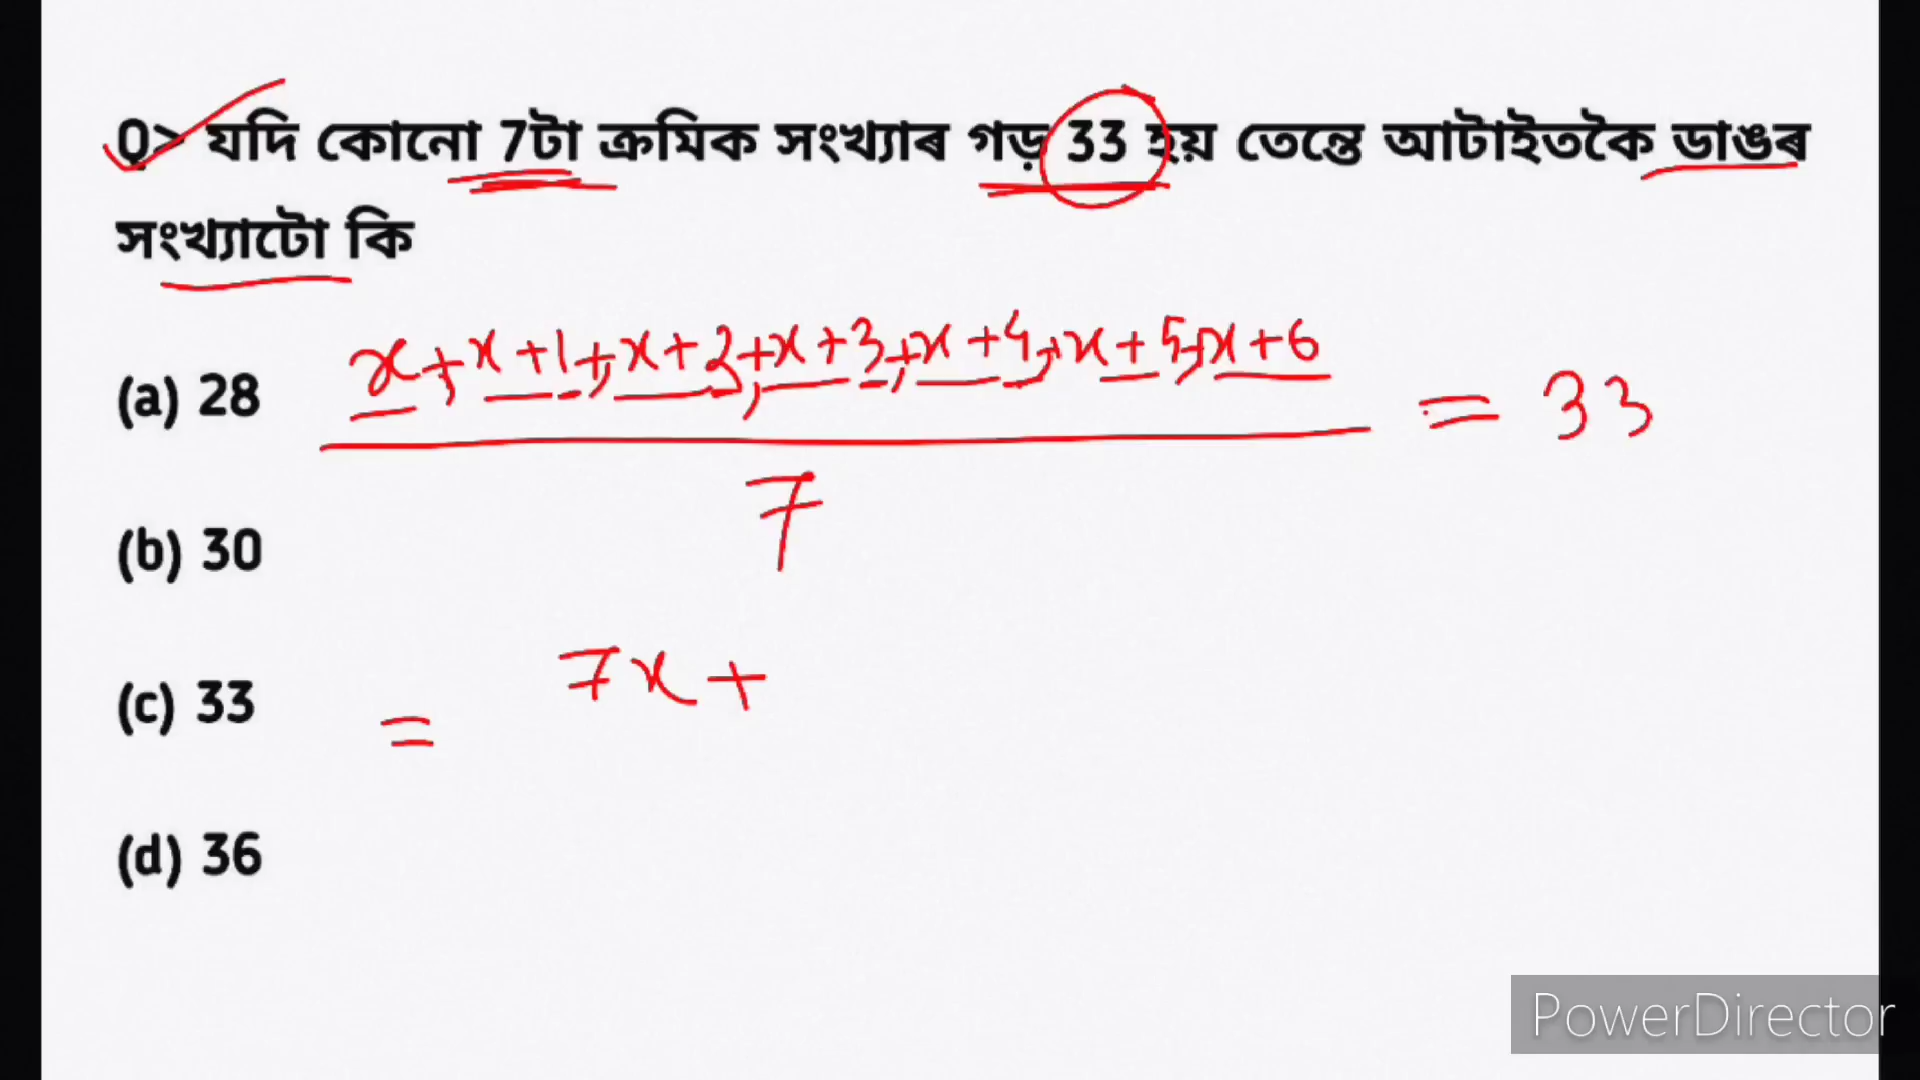 Q> যদি কোনো 7টা ক্ৰমিক সংখ্যাৰ গড় 33 হয় তেন্তে আটাইতকৈ ডাঙৰ
সংখ্যাটো কি
x + x + 1 + x + 2 + x + 3 + x + 4 + x + 5 + x + 6
(a) 28
= 33
7
(b) 30
7x +
(c) 33
=
(d) 36
PowerDirector